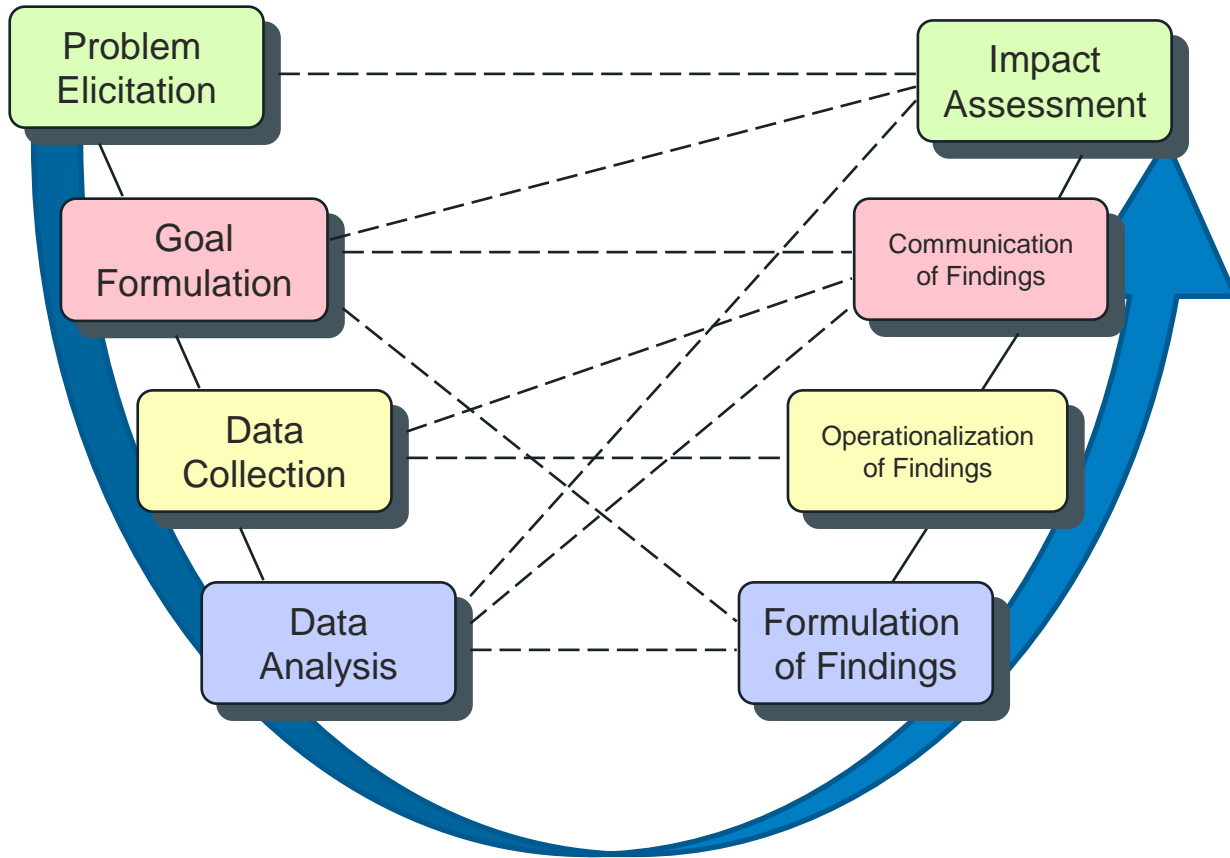 Problem
Elicitation
Impact
Assessment
Goal
Formulation
Communication
of Findings
Data
Collection
Operationalization
of Findings
Data
Analysis
Formulation
of Findings